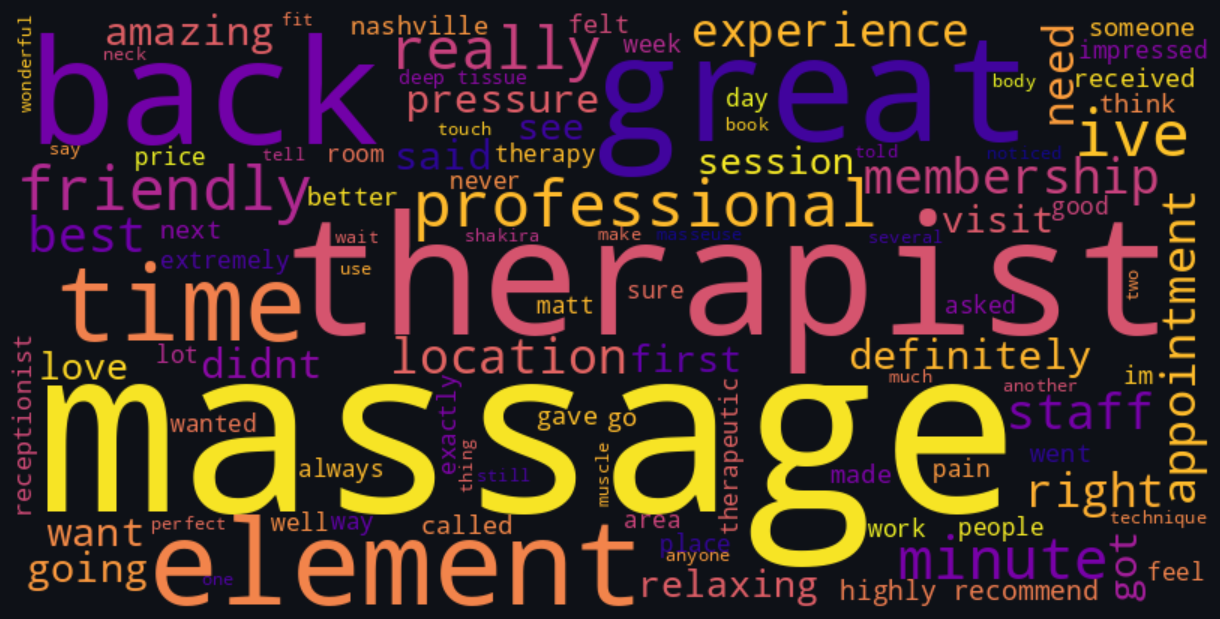 wonderful
amazing
fit
neck
nashville
really
felt
week
experience
need
someone
impressed
received
think
back
deep tissue
pressure
great
day
book
body
ive
say
price
tell
room
touch
see
said
therapy
session
told
noticed
friendly
better
never
professional
membership
visit
good
appointment
best
next
extremely
wait
use
shakira
make
masseuse
several
time
therapist
matt
sure
asked
two
receptionist
love
lot
didnt
location
first
definitely
much
another
im
massage
wanted
always
exactly
thing
still
gave
go
muscle
therapeutic
made
pain
staff
went
right
technique
want
perfect
well
way
called
area
place
anyone
work
people
minute
got
feel
going
one
element
relaxing
highly recommend